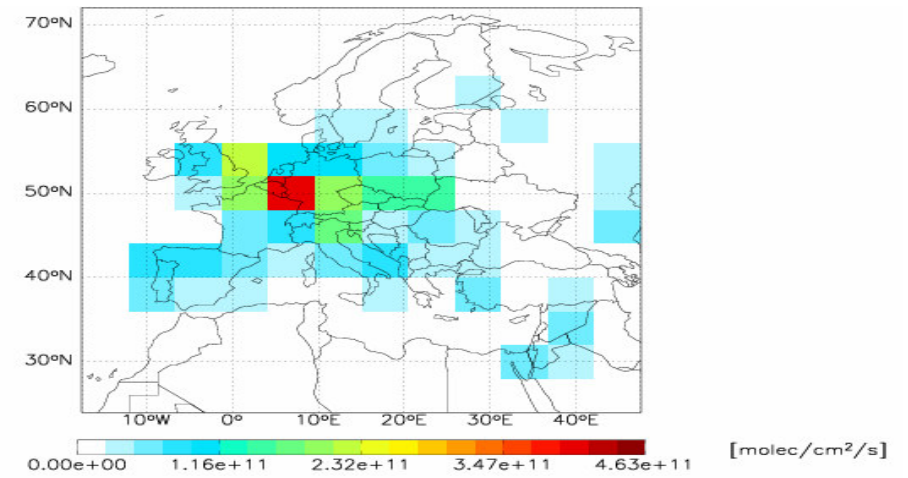 70ºN
60ºN
50ºN
40ºN
30ºN
10ºW 0º 10ºE 20ºE 30ºE 40ºE
0.00e+00 1.16e+11 2.32e+11 3.47e+11 4.63e+11 [molec/cm²/s]